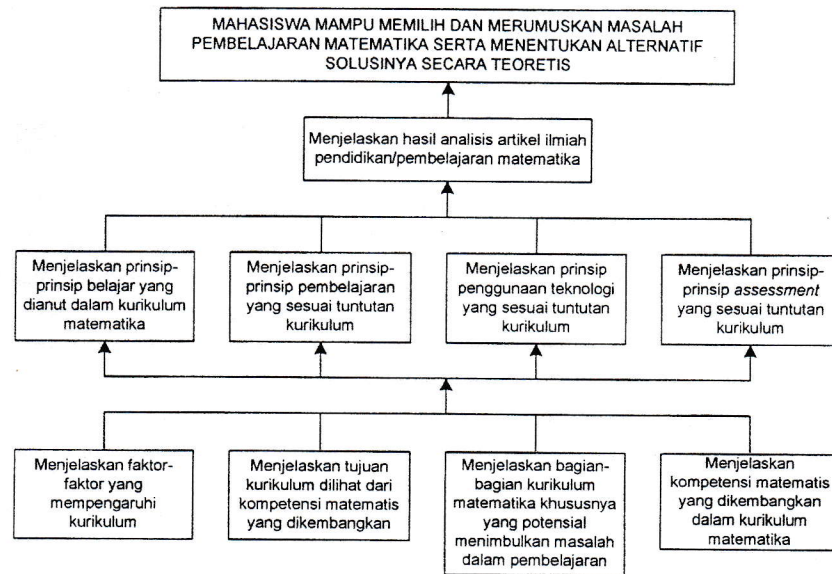 MAHASISWA MAMPU MEMILIH DAN MERUMUSKAN MASALAH
PEMBELAJARAN MATEMATIKA SERTA MENENTUKAN ALTERNATIF
SOLUSINYA SECARA TEORETIS
Menjelaskan hasil analisis artikel ilmiah
pendidikan/pembelajaran matematika
Menjelaskan prinsip-
prinsip belajar yang
dianut dalam kurikulum
matematika
Menjelaskan prinsip-
prinsip pembelajaran
yang sesuai tuntutan
kurikulum
Menjelaskan prinsip
penggunaan teknologi
yang sesuai tuntutan
kurikulum
Menjelaskan prinsip-
prinsip assessment
yang sesuai tuntutan
kurikulum
Menjelaskan faktor-
faktor yang
mempengaruhi
kurikulum
Menjelaskan tujuan
kurikulum dilihat dari
kompetensi matematis
yang dikembangkan
Menjelaskan bagian-
bagian kurikulum
matematika khususnya
yang potensial
menimbulkan masalah
dalam pembelajaran
Menjelaskan
kompetensi matematis
yang dikembangkan
dalam kurikulum
matematika